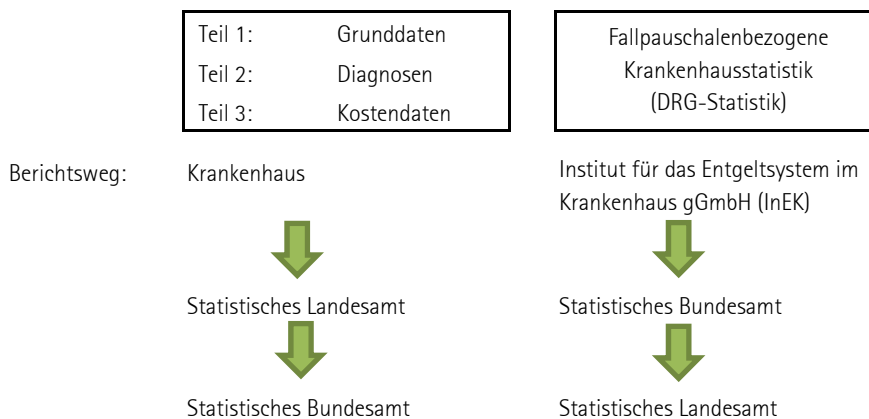 Teil 1: Grunddaten
Teil 2: Diagnosen
Teil 3: Kostendaten
Fallpauschalenbezogene
Krankenhausstatistik
(DRG-Statistik)
Berichtsweg:
Krankenhaus
Statistisches Landesamt
Statistisches Bundesamt
Institut für das Entgeltsystem im
Krankenhaus gGmbH (InEK)
Statistisches Bundesamt
Statistisches Landesamt